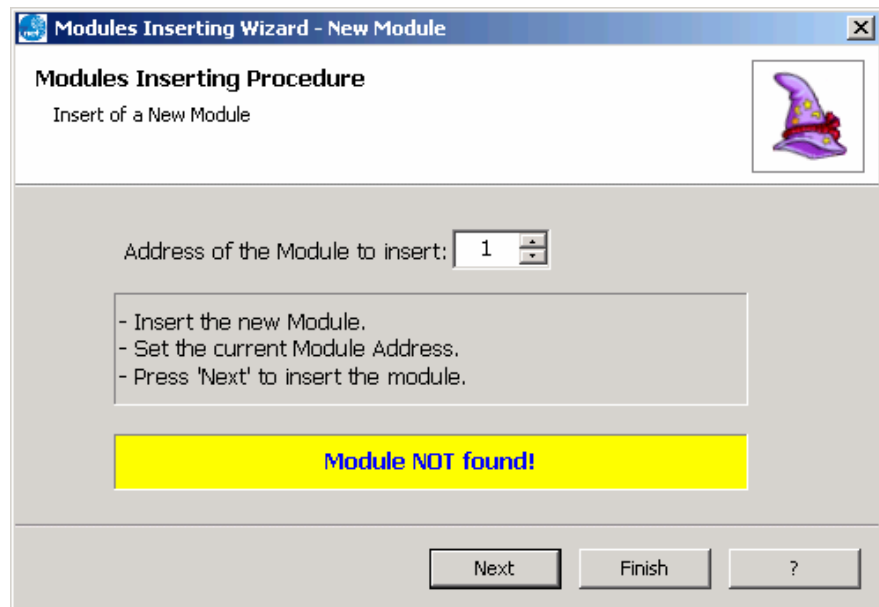 Modules Inserting Wizard - New Module
Modules Inserting Procedure
Insert of a New Module
Address of the Module to insert: 1
- Insert the new Module.
- Set the current Module Address.
- Press 'Next' to insert the module.
Module NOT found!
Next Finish ?